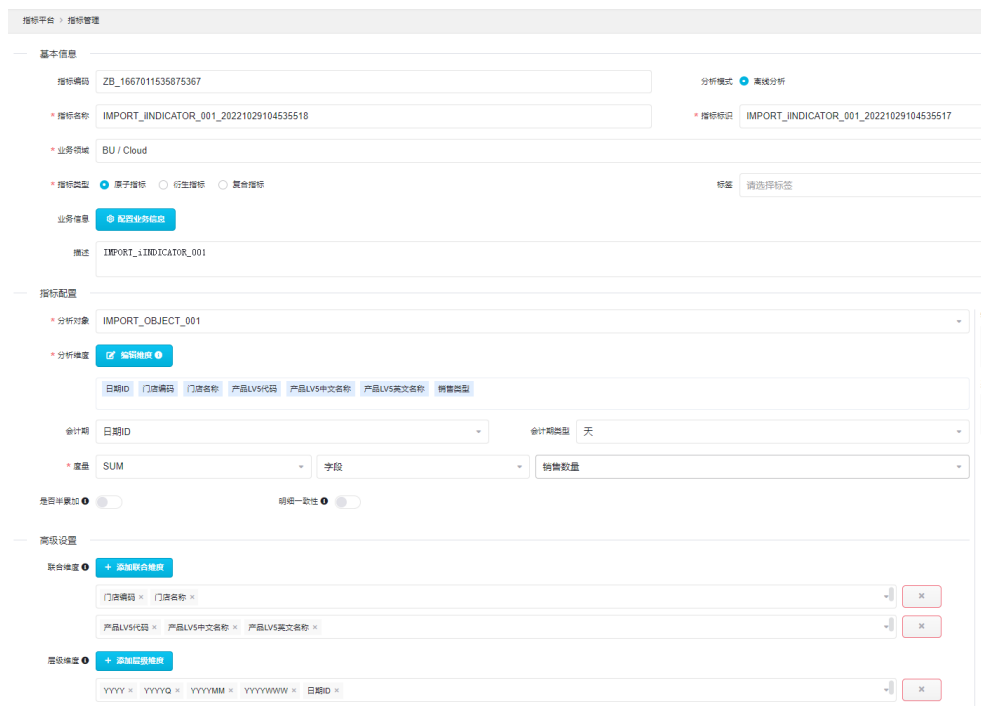 指标平台 > 指标管理
基本信息
指标编码 ZB_1667011535875367 分析模式 离线分析
* 指标名称 IMPORT_iINDICATOR_001_20221029104535518 * 指标标识 IMPORT_iINDICATOR_001_20221029104535517
* 业务领域 BU / Cloud
* 指标类型 原子指标 衍生指标 复合指标 标签 请选择标签
业务信息 配置业务信息
描述 IMPORT_iINDICATOR_001
指标配置
* 分析对象 IMPORT_OBJECT_001
* 分析维度 编辑维度
日期ID 门店编码 门店名称 产品LV5代码 产品LV5中文名称 产品LV5英文名称 销售类型
会计期 日期ID 会计期类型 天
* 度量 SUM 字段 销售数量
是否半累加 明细一致性
高级设置
联合维度 + 添加联合维度
门店编码 × 门店名称 × ×
产品LV5代码 × 产品LV5中文名称 × 产品LV5英文名称 × ×
层级维度 + 添加层级维度
YYYY × YYYYQ × YYYYMM × YYYYWWW × 日期ID × ×